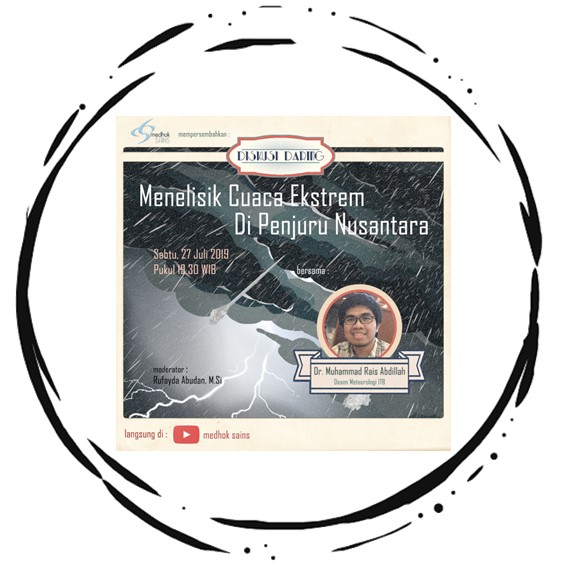 medhok
SAINS
mempersembahkan :
DISKUSI DARING
Menelisik Cuaca Ekstrem
Di Penjuru Nusantara
Sabtu, 27 Juli 2019
Pukul 19.30 WIB
bersama :
Dr. Muhammad Rais Abdillah
Dosen Meteorologi ITB
moderator :
Rufayda Abudan, M.Si
langsung di :
medhok sains